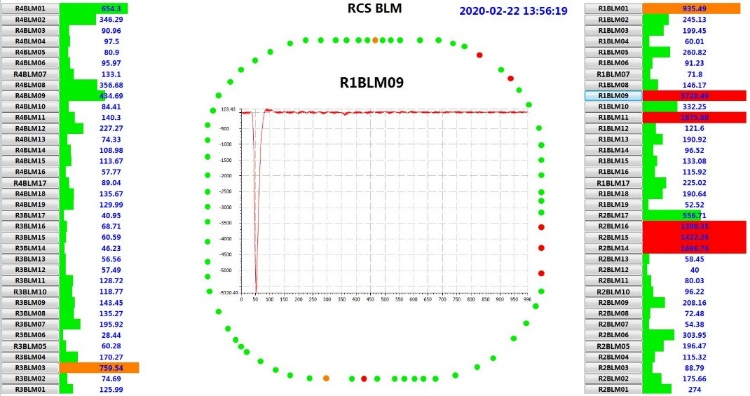 RCS BLM
2020-02-22 13:56:19
R4BLM01 654.3
R4BLM02 346.29
R4BLM03 90.96
R4BLM04 97.5
R4BLM05 80.9
R4BLM06 95.97
R4BLM07 133.1
R4BLM08 356.68
R4BLM09 434.69
R4BLM10 84.41
R4BLM11 140.3
R4BLM12 227.27
R4BLM13 74.33
R4BLM14 108.98
R4BLM15 113.67
R4BLM16 57.77
R4BLM17 89.04
R4BLM18 135.67
R4BLM19 129.99
R3BLM17 40.95
R3BLM16 68.71
R3BLM15 60.59
R3BLM14 46.23
R3BLM13 56.56
R3BLM12 57.49
R3BLM11 128.72
R3BLM10 118.77
R3BLM09 143.45
R3BLM08 135.27
R3BLM07 195.92
R3BLM06 28.44
R3BLM05 60.28
R3BLM04 170.27
R3BLM03 759.54
R3BLM02 74.69
R3BLM01 125.99
R1BLM09
103.43
-500
-1000
-1500
-2000
-2500
-3000
-3500
-4000
-4500
-5000
0 50 100 150 200 250 300 350 400 450 500 550 600 650 700 750 800 850 900 950 990
R1BLM01 935.49
R1BLM02 245.13
R1BLM03 199.45
R1BLM04 60.01
R1BLM05 260.82
R1BLM06 91.23
R1BLM07 71.8
R1BLM08 146.17
R1BLM09
R1BLM10 332.25
R1BLM11
R1BLM12 121.6
R1BLM13 190.92
R1BLM14 96.52
R1BLM15 133.08
R1BLM16 115.92
R1BLM17 225.02
R1BLM18 190.64
R1BLM19 52.52
R2BLM17 556.71
R2BLM16
R2BLM15
R2BLM14
R2BLM13 58.45
R2BLM12 40
R2BLM11 80.03
R2BLM10 96.22
R2BLM09 208.16
R2BLM08 72.48
R2BLM07 54.38
R2BLM06 303.95
R2BLM05 196.47
R2BLM04 115.32
R2BLM03 88.79
R2BLM02 175.66
R2BLM01 274